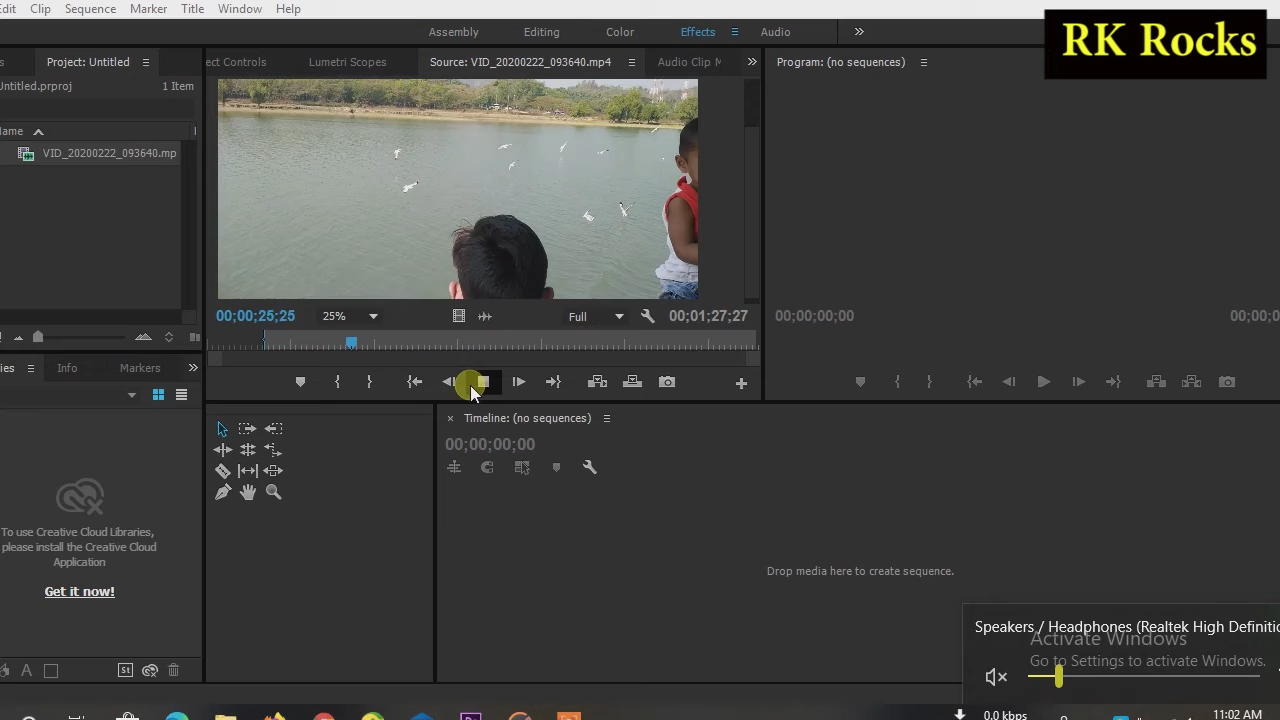 Edit Clip Sequence Marker Title Window Help
RK Rocks
Assembly Editing Color Effects Audio
Project: Untitled
ect Controls Lumetri Scopes Source: VID_20200222_093640.mp4 Audio Clip M
Program: (no sequences)
Untitled.prproj 1 Item
Name
VID_20200222_093640.mp
00;00;25;25 25% Full 00;01;27;27
00;00;00;00 00;00;0
ies Info Markers
Timeline: (no sequences)
00;00;00;00
To use Creative Cloud Libraries,
please install the Creative Cloud
Application
Get it now!
Drop media here to create sequence.
Speakers / Headphones (Realtek High Definitio
Activate Windows
Go to Settings to activate Windows.
St
0.0 kbps
11:02 AM